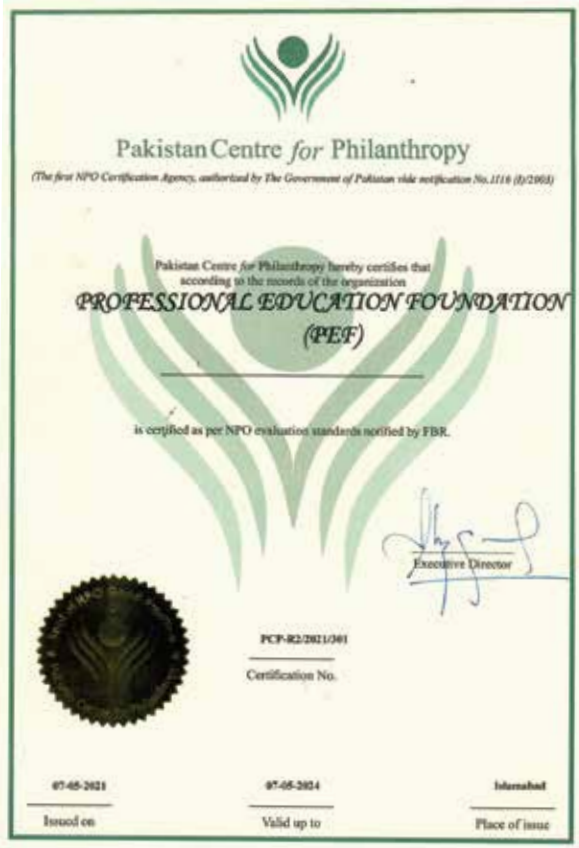 Pakistan Centre for Philanthropy
(The first NPO Certification Agency, authorized by The Government of Pakistan vide notification No.1116 (I)/2003)
Pakistan Centre for Philanthropy hereby certifies that
according to the records of the organization
PROFESSIONAL EDUCATION FOUNDATION
(PEF)
is certified as per NPO evaluation standards notified by FBR.
Executive Director
PCP-R2/2021/301
Certification No.
07-05-2021
Issued on
07-05-2024
Valid up to
Islamabad
Place of issue